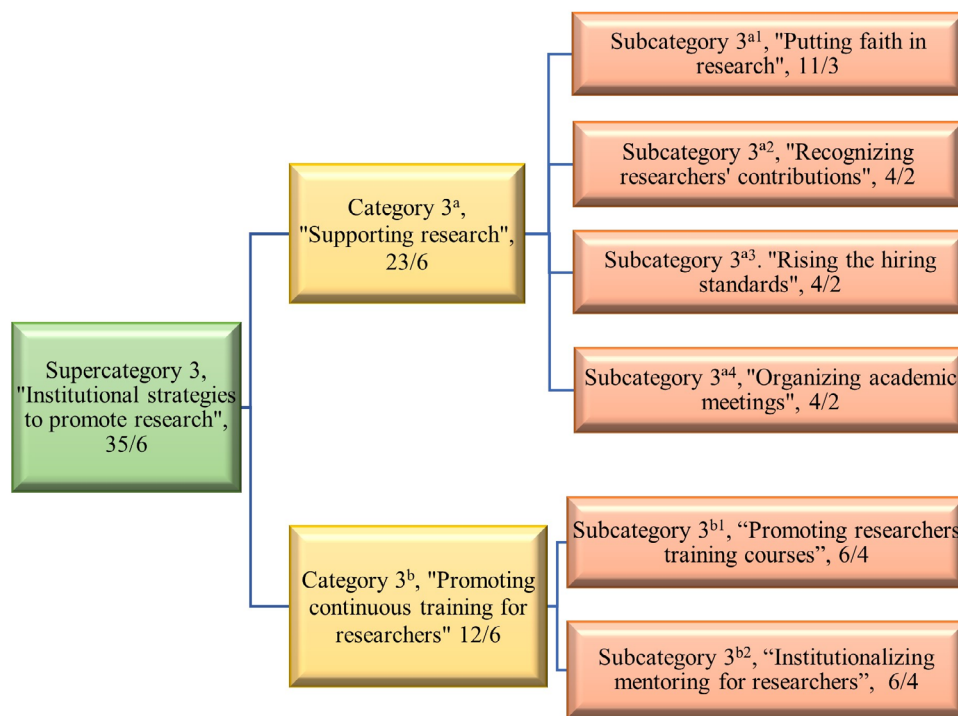 Supercategory 3,
"Institutional strategies
to promote research",
35/6
Category 3ᵃ,
"Supporting research",
23/6
Subcategory 3ᵃ¹, "Putting faith in
research", 11/3
Subcategory 3ᵃ², "Recognizing
researchers' contributions", 4/2
Subcategory 3ᵃ³. "Rising the hiring
standards", 4/2
Subcategory 3ᵃ⁴, "Organizing academic
meetings", 4/2
Category 3ᵇ, "Promoting
continuous training for
researchers" 12/6
Subcategory 3ᵇ¹, “Promoting researchers
training courses”, 6/4
Subcategory 3ᵇ², “Institutionalizing
mentoring for researchers”, 6/4